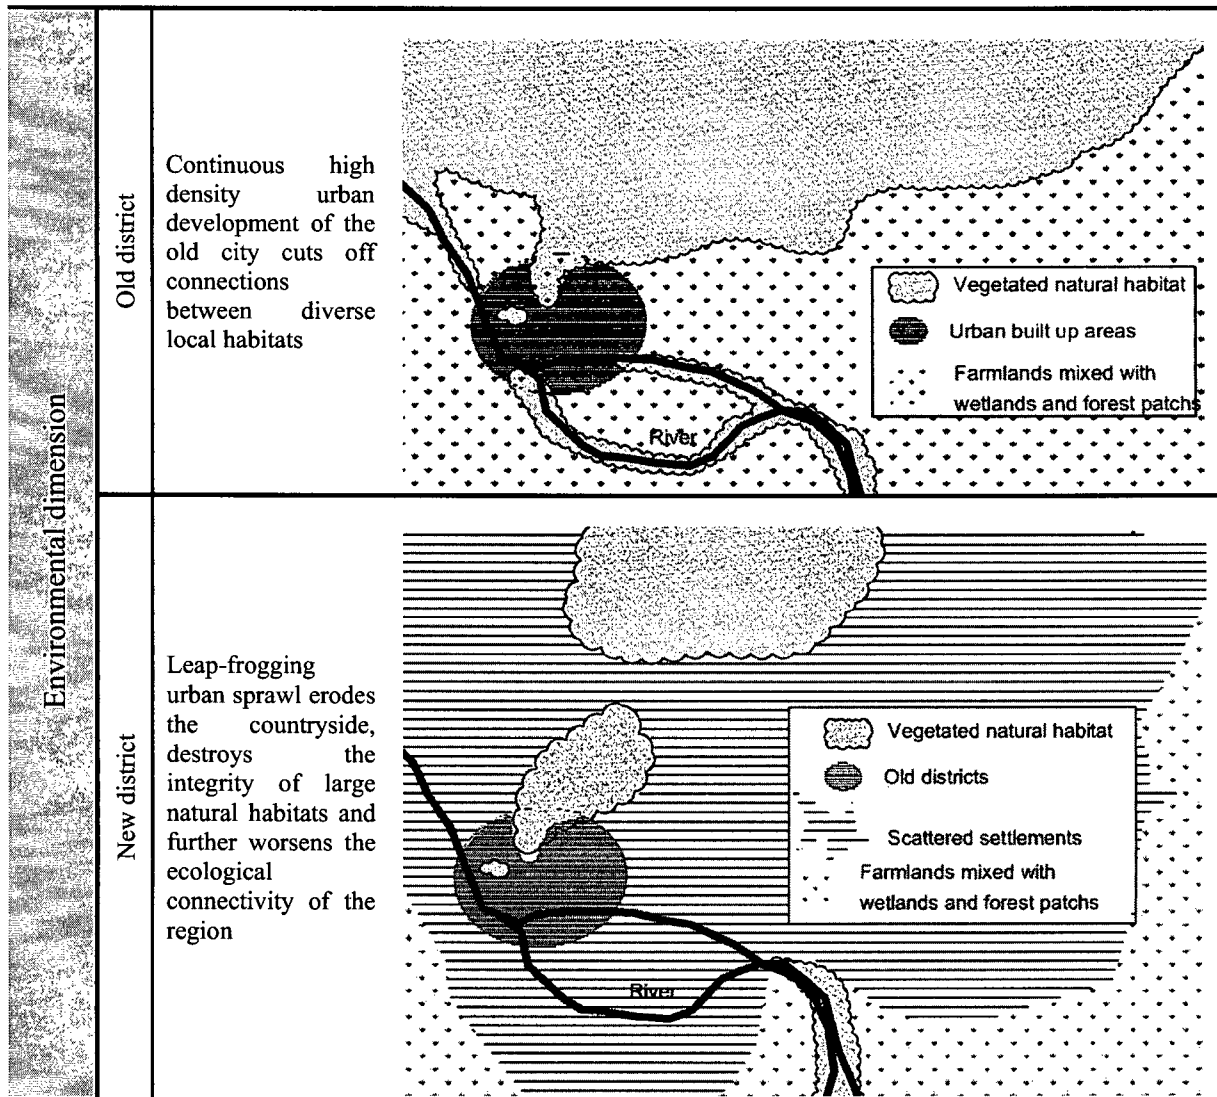 Environmental dimension
Old district
Continuous high
density urban
development of the
old city cuts off
connections
between diverse
local habitats
Vegetated natural habitat
Urban built up areas
Farmlands mixed with
wetlands and forest patchs
River
New district
Leap-frogging
urban sprawl erodes
the countryside,
destroys the
integrity of large
natural habitats and
further worsens the
ecological
connectivity of the
region
Vegetated natural habitat
Old districts
Scattered settlements
Farmlands mixed with
wetlands and forest patchs
River